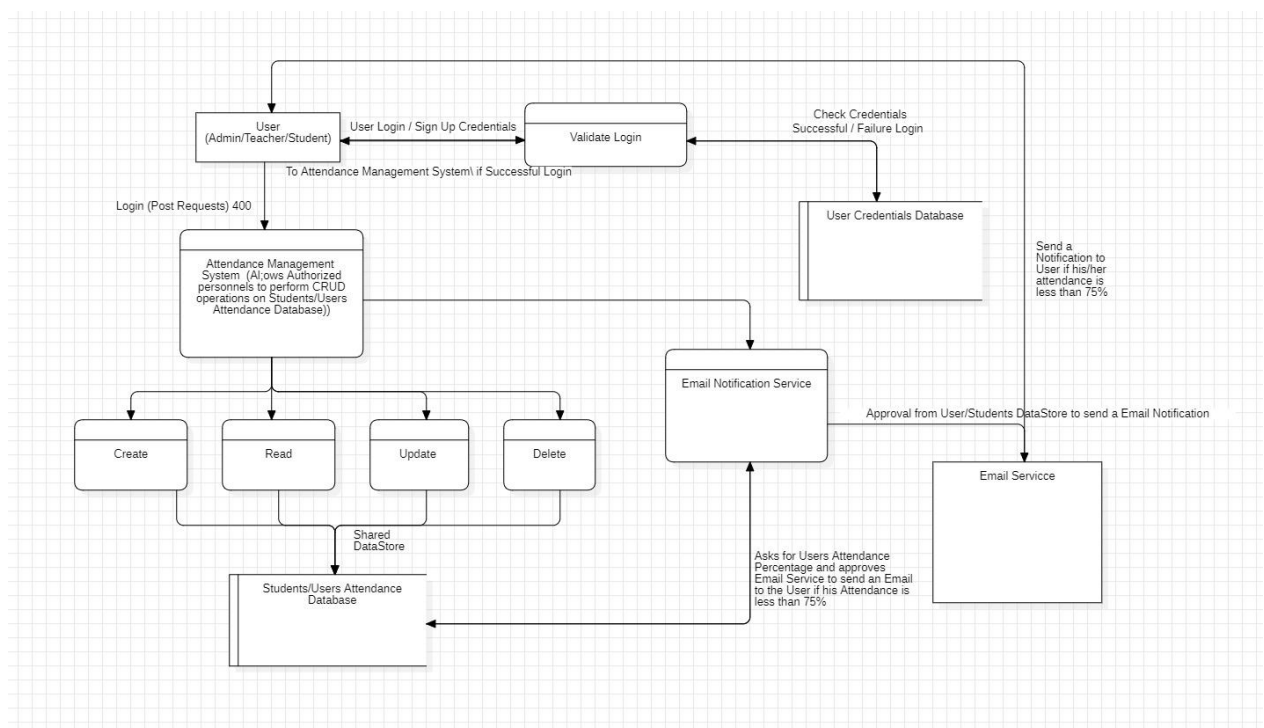 User
(Admin/Teacher/Student)
User Login / Sign Up Credentials
Validate Login
Check Credentials
Successful / Failure Login
To Attendance Management System\ if Successful Login
Login (Post Requests) 400
User Credentials Database
Attendance Management
System (Al;ows Authorized
personnels to perform CRUD
operations on Students/Users
Attendance Database))
Send a
Notification to
User if his/her
attendance is
less than 75%
Email Notification Service
Approval from User/Students DataStore to send a Email Notification
Create
Read
Update
Delete
Email Servicce
Shared
DataStore
Asks for Users Attendance
Percentage and approves
Email Service to send an Email
to the User if his Attendance is
less than 75%
Students/Users Attendance
Database